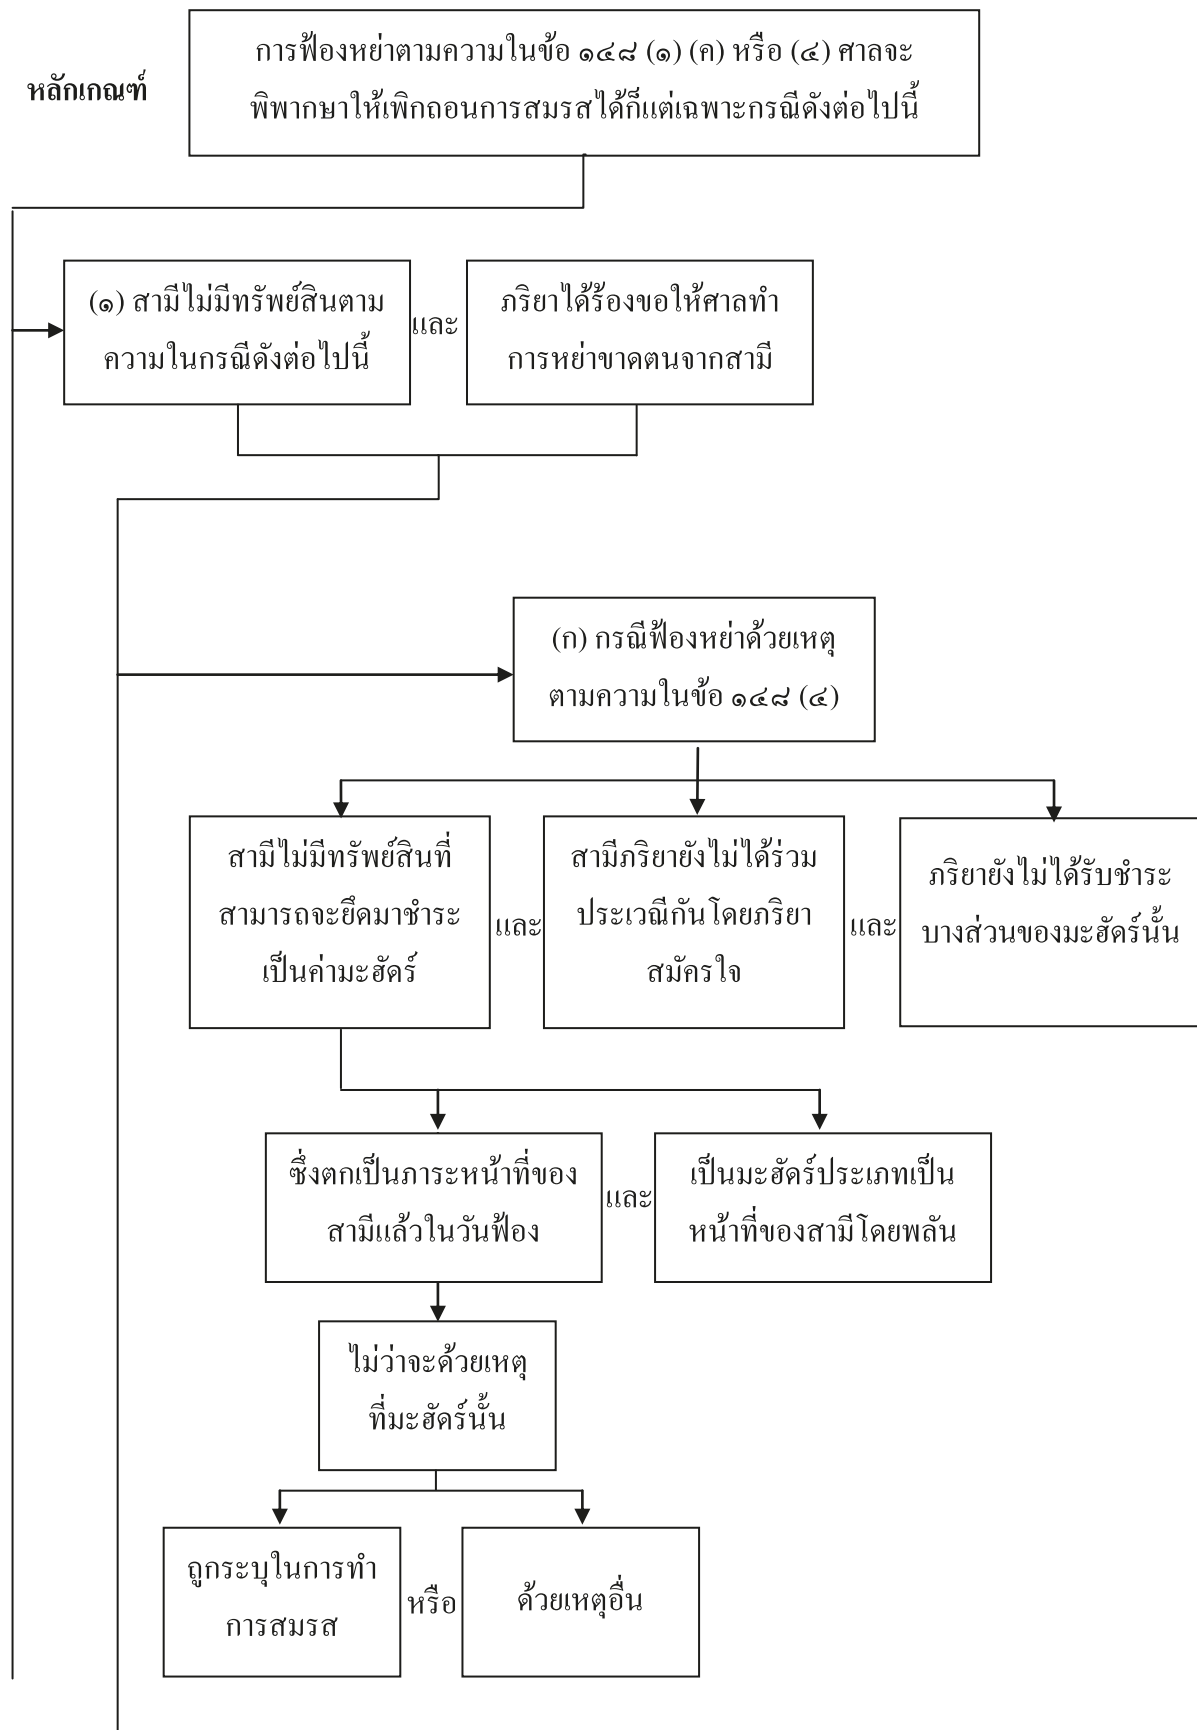 หลักเกณฑ์
การฟ้องหย่าตามความในข้อ ๑๔๘ (๑) (ค) หรือ (๔) ศาลจะ
พิพากษาให้เพิกถอนการสมรสได้ก็แต่เฉพาะกรณีดังต่อไปนี้
(๑) สามีไม่มีทรัพย์สินตาม
ความในกรณีดังต่อไปนี้
และ
ภริยาได้ร้องขอให้ศาลทำ
การหย่าขาดตนจากสามี
(ก) กรณีฟ้องหย่าด้วยเหตุ
ตามความในข้อ ๑๔๘ (๔)
สามีไม่มีทรัพย์สินที่
สามารถจะยึดมาชำระ
เป็นค่ามะฮัดร์
และ
สามีภริยายังไม่ได้ร่วม
ประเวณีกันโดยภริยา
สมัครใจ
และ
ภริยายังไม่ได้รับชำระ
บางส่วนของมะฮัดร์นั้น
ซึ่งตกเป็นภาระหน้าที่ของ
สามีแล้วในวันฟ้อง
และ
เป็นมะฮัดร์ประเภทเป็น
หน้าที่ของสามีโดยพลัน
ไม่ว่าจะด้วยเหตุ
ที่มะฮัดร์นั้น
ถูกระบุในการทำ
การสมรส
หรือ
ด้วยเหตุอื่น